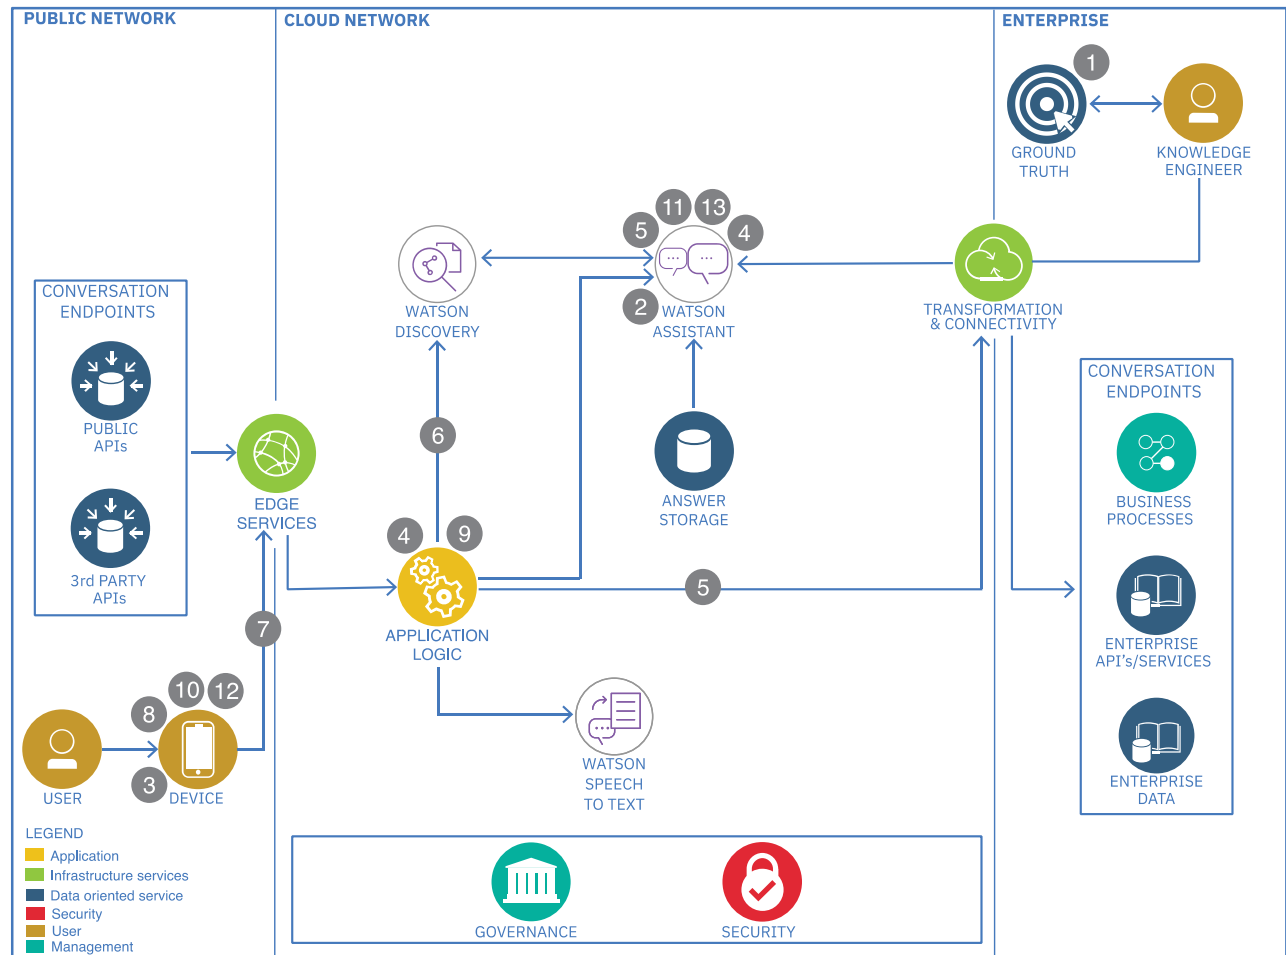 PUBLIC NETWORK
CLOUD NETWORK
ENTERPRISE
1
GROUND
TRUTH
KNOWLEDGE
ENGINEER
11
13
5
4
2
WATSON
DISCOVERY
WATSON
ASSISTANT
TRANSFORMATION
& CONNECTIVITY
CONVERSATION
ENDPOINTS
PUBLIC
APIs
3rd PARTY
APIs
EDGE
SERVICES
6
ANSWER
STORAGE
CONVERSATION
ENDPOINTS
BUSINESS
PROCESSES
ENTERPRISE
API's/SERVICES
ENTERPRISE
DATA
4
9
5
APPLICATION
LOGIC
7
10
12
8
3
USER
DEVICE
WATSON
SPEECH
TO TEXT
LEGEND
Application
Infrastructure services
Data oriented service
Security
User
Management
GOVERNANCE
SECURITY